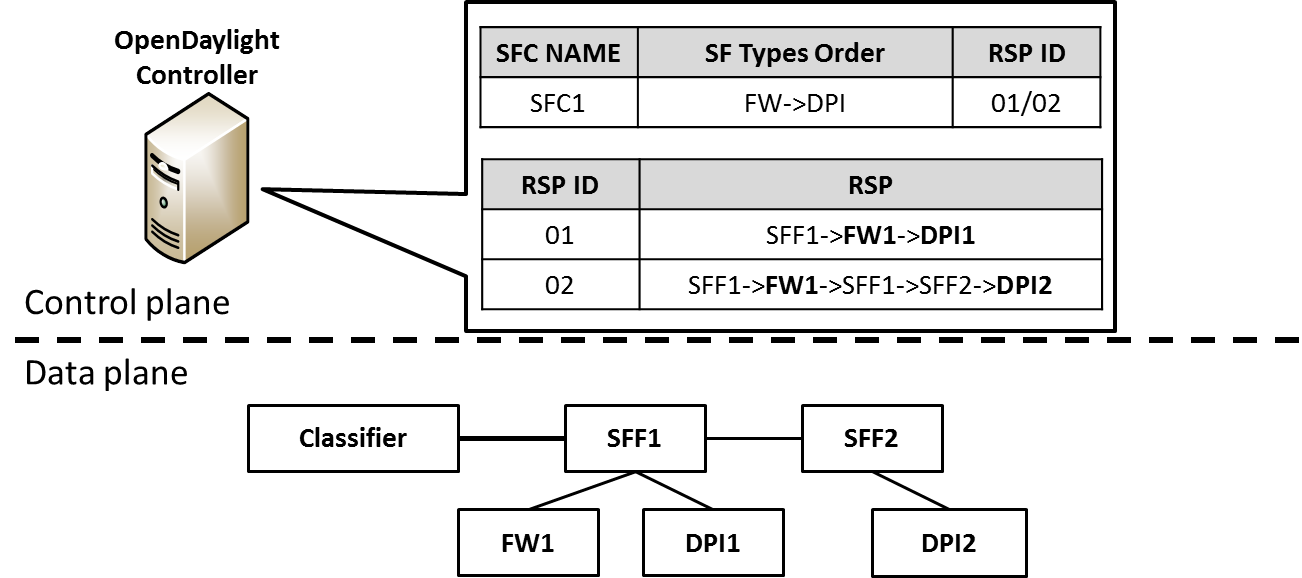 OpenDaylight
Controller
SFC NAME SF Types Order RSP ID
SFC1 FW->DPI 01/02
RSP ID RSP
01 SFF1->FW1->DPI1
02 SFF1->FW1->SFF1->SFF2->DPI2
Control plane
Data plane
Classifier SFF1 SFF2
FW1 DPI1 DPI2